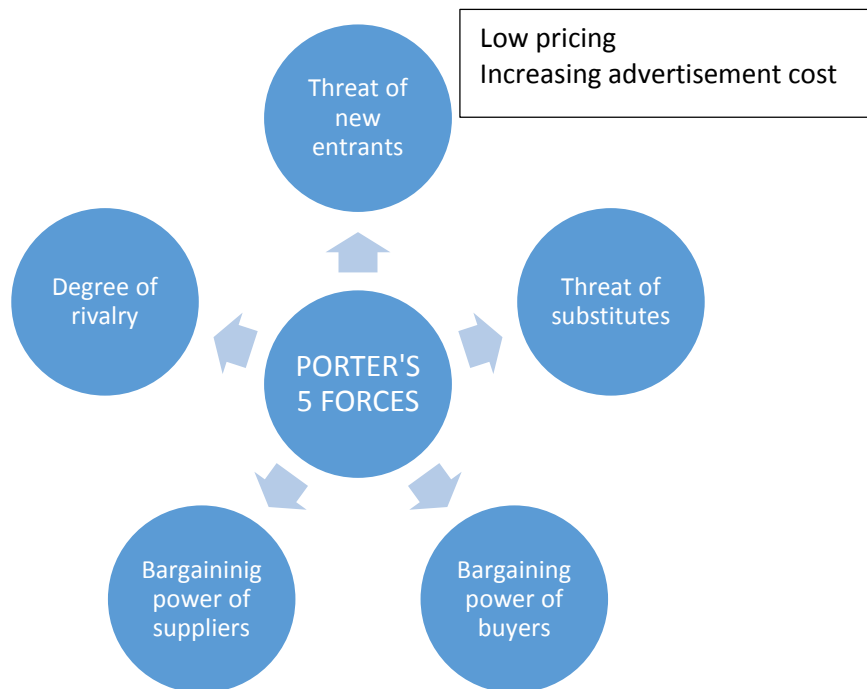 Low pricing
Increasing advertisement cost
Threat of
new
entrants
Degree of
rivalry
Threat of
substitutes
PORTER'S
5 FORCES
Bargaininig
power of
suppliers
Bargaining
power of
buyers